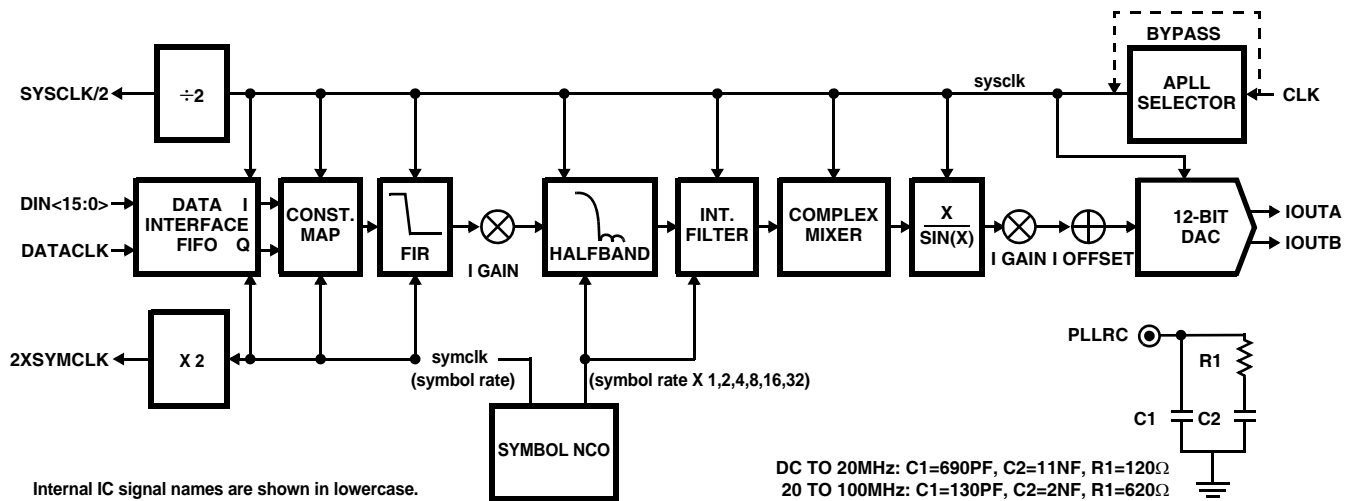 BYPASS
SYSCLK/2
÷2
sysclk
APLL
SELECTOR
CLK
DIN<15:0>
DATACLK
DATA I
INTERFACE
FIFO Q
CONST.
MAP
FIR
I GAIN
HALFBAND
INT.
FILTER
COMPLEX
MIXER
X
SIN(X)
I GAIN
I OFFSET
12-BIT
DAC
IOUTA
IOUTB
2XSYMCLK
X 2
symclk
(symbol rate)
(symbol rate X 1,2,4,8,16,32)
SYMBOL NCO
PLLRC
R1
C1
C2
Internal IC signal names are shown in lowercase.
DC TO 20MHz: C1=690PF, C2=11NF, R1=120Ω
20 TO 100MHz: C1=130PF, C2=2NF, R1=620Ω